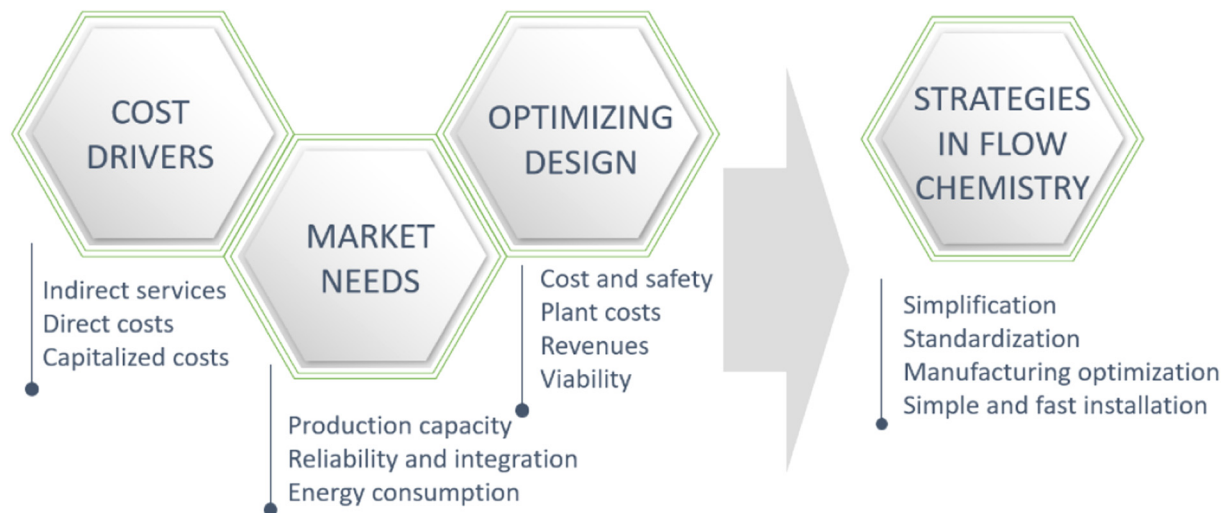 COST
DRIVERS
Indirect services
Direct costs
Capitalized costs
MARKET
NEEDS
Production capacity
Reliability and integration
Energy consumption
OPTIMIZING
DESIGN
Cost and safety
Plant costs
Revenues
Viability
STRATEGIES
IN FLOW
CHEMISTRY
Simplification
Standardization
Manufacturing optimization
Simple and fast installation